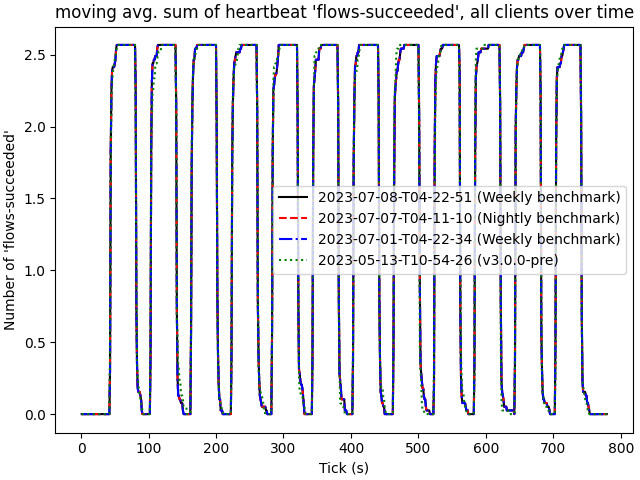 moving avg. sum of heartbeat 'flows-succeeded', all clients over time
Number of 'flows-succeeded'
2.5
2.0
1.5
1.0
0.5
0.0
2023-07-08-T04-22-51 (Weekly benchmark)
2023-07-07-T04-11-10 (Nightly benchmark)
2023-07-01-T04-22-34 (Weekly benchmark)
2023-05-13-T10-54-26 (v3.0.0-pre)
0 100 200 300 400 500 600 700 800
Tick (s)